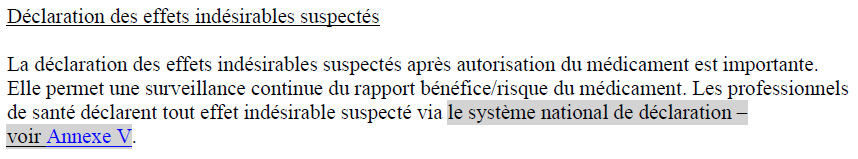 Déclaration des effets indésirables suspectés
La déclaration des effets indésirables suspectés après autorisation du médicament est importante.
Elle permet une surveillance continue du rapport bénéfice/risque du médicament. Les professionnels
de santé déclarent tout effet indésirable suspecté via le système national de déclaration –
voir Annexe V.